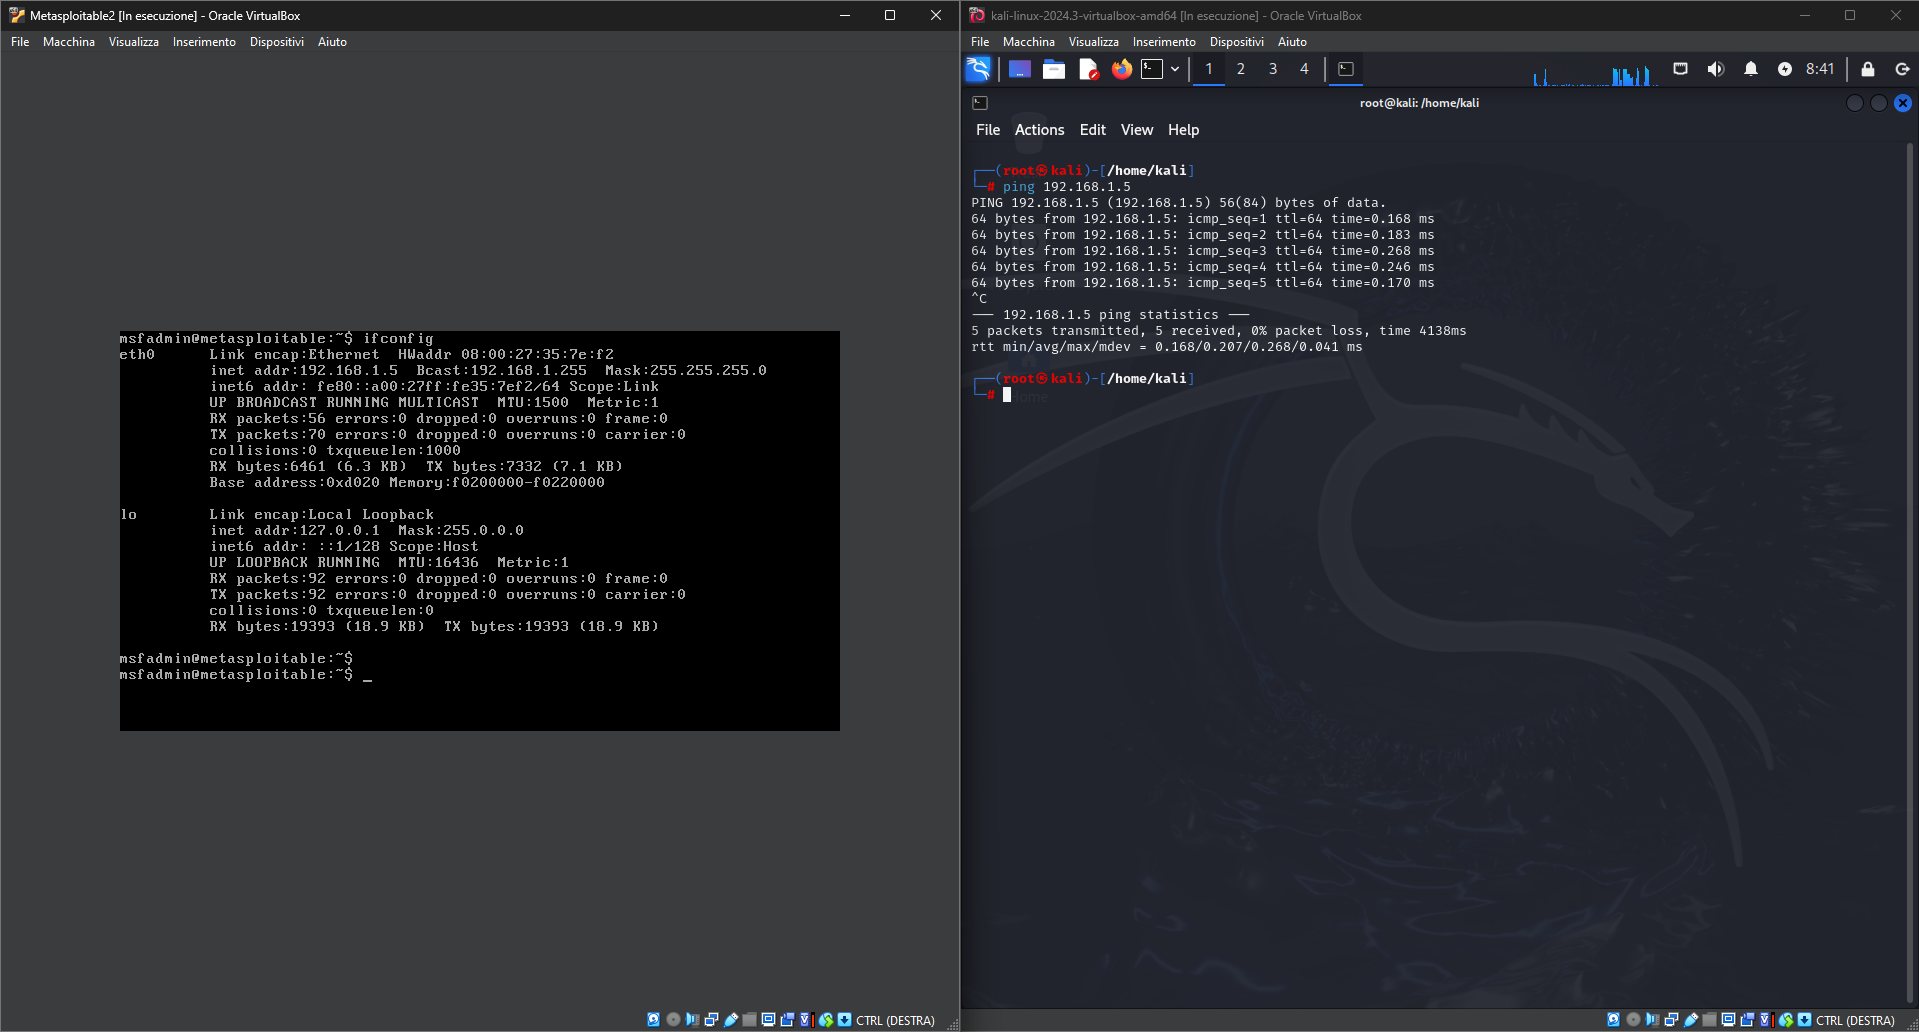 Metasploitable2 [In esecuzione] - Oracle VirtualBox
File Macchina Visualizza Inserimento Dispositivi Aiuto
msfadmin@metasploitable:~$ ifconfig
eth0 Link encap:Ethernet HWaddr 08:00:27:35:7e:f2
inet addr:192.168.1.5 Bcast:192.168.1.255 Mask:255.255.255.0
inet6 addr: fe80::a00:27ff:fe35:7ef2/64 Scope:Link
UP BROADCAST RUNNING MULTICAST MTU:1500 Metric:1
RX packets:56 errors:0 dropped:0 overruns:0 frame:0
TX packets:70 errors:0 dropped:0 overruns:0 carrier:0
collisions:0 txqueuelen:1000
RX bytes:6461 (6.3 KB) TX bytes:7332 (7.1 KB)
Base address:0xd020 Memory:f0200000-f0220000
lo Link encap:Local Loopback
inet addr:127.0.0.1 Mask:255.0.0.0
inet6 addr: ::1/128 Scope:Host
UP LOOPBACK RUNNING MTU:16436 Metric:1
RX packets:92 errors:0 dropped:0 overruns:0 frame:0
TX packets:92 errors:0 dropped:0 overruns:0 carrier:0
collisions:0 txqueuelen:0
RX bytes:19393 (18.9 KB) TX bytes:19393 (18.9 KB)
msfadmin@metasploitable:~$
msfadmin@metasploitable:~$ _
CTRL (DESTRA)
kali-linux-2024.3-virtualbox-amd64 [In esecuzione] - Oracle VirtualBox
File Macchina Visualizza Inserimento Dispositivi Aiuto
1 2 3 4 8:41
root@kali: /home/kali
File Actions Edit View Help
┌──(root㉿kali)-[/home/kali]
└─# ping 192.168.1.5
PING 192.168.1.5 (192.168.1.5) 56(84) bytes of data.
64 bytes from 192.168.1.5: icmp_seq=1 ttl=64 time=0.168 ms
64 bytes from 192.168.1.5: icmp_seq=2 ttl=64 time=0.183 ms
64 bytes from 192.168.1.5: icmp_seq=3 ttl=64 time=0.268 ms
64 bytes from 192.168.1.5: icmp_seq=4 ttl=64 time=0.246 ms
64 bytes from 192.168.1.5: icmp_seq=5 ttl=64 time=0.170 ms
^C
--- 192.168.1.5 ping statistics ---
5 packets transmitted, 5 received, 0% packet loss, time 4138ms
rtt min/avg/max/mdev = 0.168/0.207/0.268/0.041 ms
┌──(root㉿kali)-[/home/kali]
└─#
Home
CTRL (DESTRA)